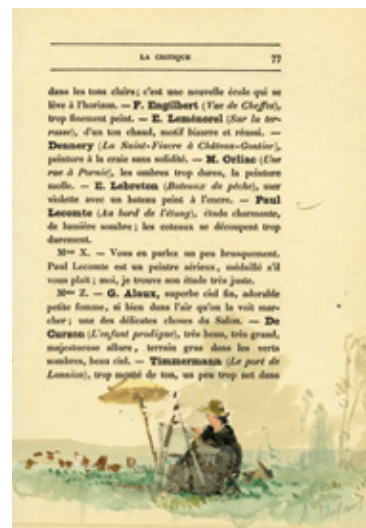 LA CRITIQUE 77
dans les tons clairs ; c'est une nouvelle école qui se
lève à l'horizon. — F. Engilbert (Vue de Cheffes),
trop finement peint. — E. Leménorel (Sur la ter-
rasse), d'un ton chaud, motif bizarre et réussi. —
Dennery (La Saint-Fiacre à Château-Gontier),
peinture à la craie sans solidité. — M. Orliac (Une
rue à Pornic), les ombres trop dures, la peinture
molle. — E. Lebreton (Bateaux de pêche), mer
violette avec un bateau peint à l'encre. — Paul
Lecomte (Au bord de l'étang), étude charmante,
de lumière sombre ; les coteaux se découpent trop
durement.
Mme X. — Vous en parlez un peu brusquement.
Paul Lecomte est un peintre sérieux, médaillé s'il
vous plaît ; moi, je trouve son étude très juste.
Mme Z. — G. Alaux, superbe ciel fin, adorable
petite femme, si bien dans l'air qu'on la voit mar-
cher ; une des délicates choses du Salon. — De
Curzon (L'enfant prodigue), très beau, très grand,
majestueuse allure, terrain gras dans les verts
sombres, beau ciel. — Timmermann (Le port de
Lannion), trop monté de ton, un peu trop net dans